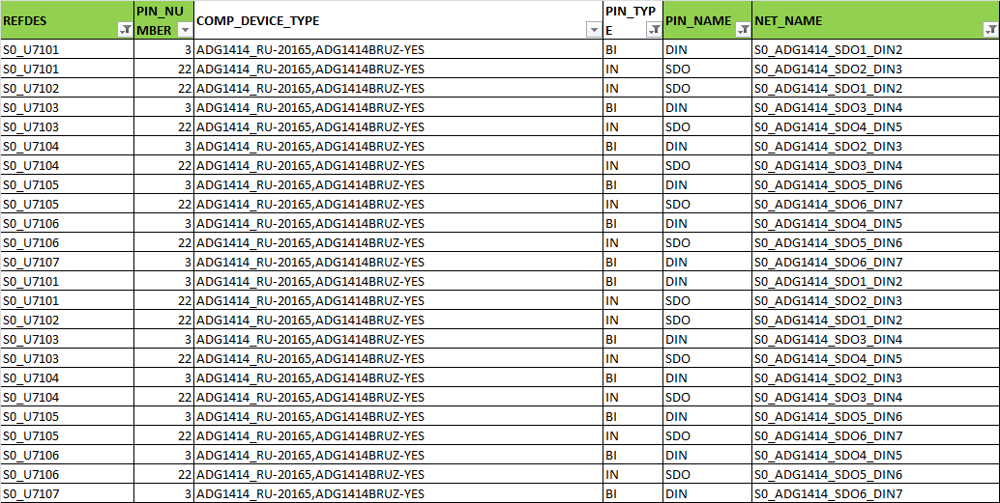 REFDES PIN_NU MBER COMP_DEVICE_TYPE PIN_TYP E PIN_NAME NET_NAME
S0_U7101 3 ADG1414_RU-20165,ADG1414BRUZ-YES BI DIN S0_ADG1414_SDO1_DIN2
S0_U7101 22 ADG1414_RU-20165,ADG1414BRUZ-YES IN SDO S0_ADG1414_SDO2_DIN3
S0_U7102 22 ADG1414_RU-20165,ADG1414BRUZ-YES IN SDO S0_ADG1414_SDO1_DIN2
S0_U7103 3 ADG1414_RU-20165,ADG1414BRUZ-YES BI DIN S0_ADG1414_SDO3_DIN4
S0_U7103 22 ADG1414_RU-20165,ADG1414BRUZ-YES IN SDO S0_ADG1414_SDO4_DIN5
S0_U7104 3 ADG1414_RU-20165,ADG1414BRUZ-YES BI DIN S0_ADG1414_SDO2_DIN3
S0_U7104 22 ADG1414_RU-20165,ADG1414BRUZ-YES IN SDO S0_ADG1414_SDO3_DIN4
S0_U7105 3 ADG1414_RU-20165,ADG1414BRUZ-YES BI DIN S0_ADG1414_SDO5_DIN6
S0_U7105 22 ADG1414_RU-20165,ADG1414BRUZ-YES IN SDO S0_ADG1414_SDO6_DIN7
S0_U7106 3 ADG1414_RU-20165,ADG1414BRUZ-YES BI DIN S0_ADG1414_SDO4_DIN5
S0_U7106 22 ADG1414_RU-20165,ADG1414BRUZ-YES IN SDO S0_ADG1414_SDO5_DIN6
S0_U7107 3 ADG1414_RU-20165,ADG1414BRUZ-YES BI DIN S0_ADG1414_SDO6_DIN7
S0_U7101 3 ADG1414_RU-20165,ADG1414BRUZ-YES BI DIN S0_ADG1414_SDO1_DIN2
S0_U7101 22 ADG1414_RU-20165,ADG1414BRUZ-YES IN SDO S0_ADG1414_SDO2_DIN3
S0_U7102 22 ADG1414_RU-20165,ADG1414BRUZ-YES IN SDO S0_ADG1414_SDO1_DIN2
S0_U7103 3 ADG1414_RU-20165,ADG1414BRUZ-YES BI DIN S0_ADG1414_SDO3_DIN4
S0_U7103 22 ADG1414_RU-20165,ADG1414BRUZ-YES IN SDO S0_ADG1414_SDO4_DIN5
S0_U7104 3 ADG1414_RU-20165,ADG1414BRUZ-YES BI DIN S0_ADG1414_SDO2_DIN3
S0_U7104 22 ADG1414_RU-20165,ADG1414BRUZ-YES IN SDO S0_ADG1414_SDO3_DIN4
S0_U7105 3 ADG1414_RU-20165,ADG1414BRUZ-YES BI DIN S0_ADG1414_SDO5_DIN6
S0_U7105 22 ADG1414_RU-20165,ADG1414BRUZ-YES IN SDO S0_ADG1414_SDO6_DIN7
S0_U7106 3 ADG1414_RU-20165,ADG1414BRUZ-YES BI DIN S0_ADG1414_SDO4_DIN5
S0_U7106 22 ADG1414_RU-20165,ADG1414BRUZ-YES IN SDO S0_ADG1414_SDO5_DIN6
S0_U7107 3 ADG1414_RU-20165,ADG1414BRUZ-YES BI DIN S0_ADG1414_SDO6_DIN7